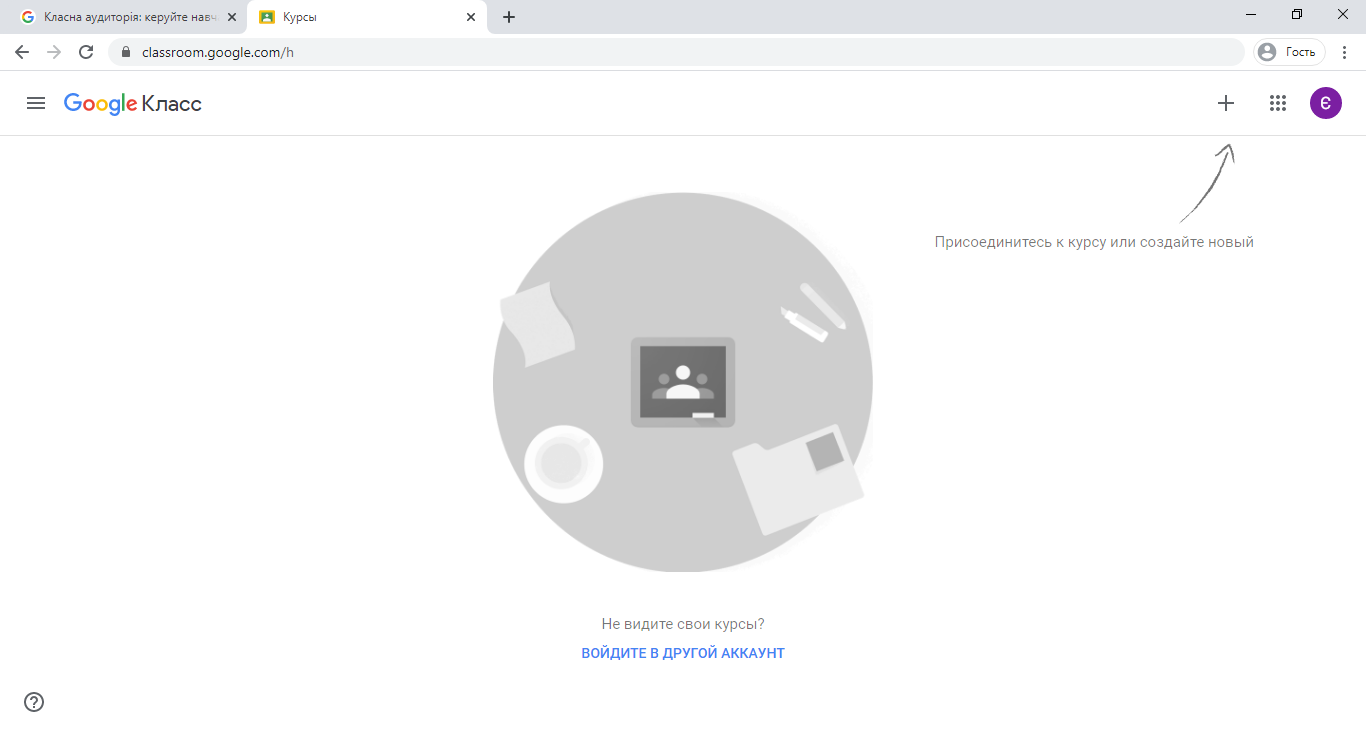 Класна аудиторія: керуйте навч
Курсы
classroom.google.com/h
Гость
Google Класс
Є
Присоединитесь к курсу или создайте новый
Не видите свои курсы?
ВОЙДИТЕ В ДРУГОЙ АККАУНТ